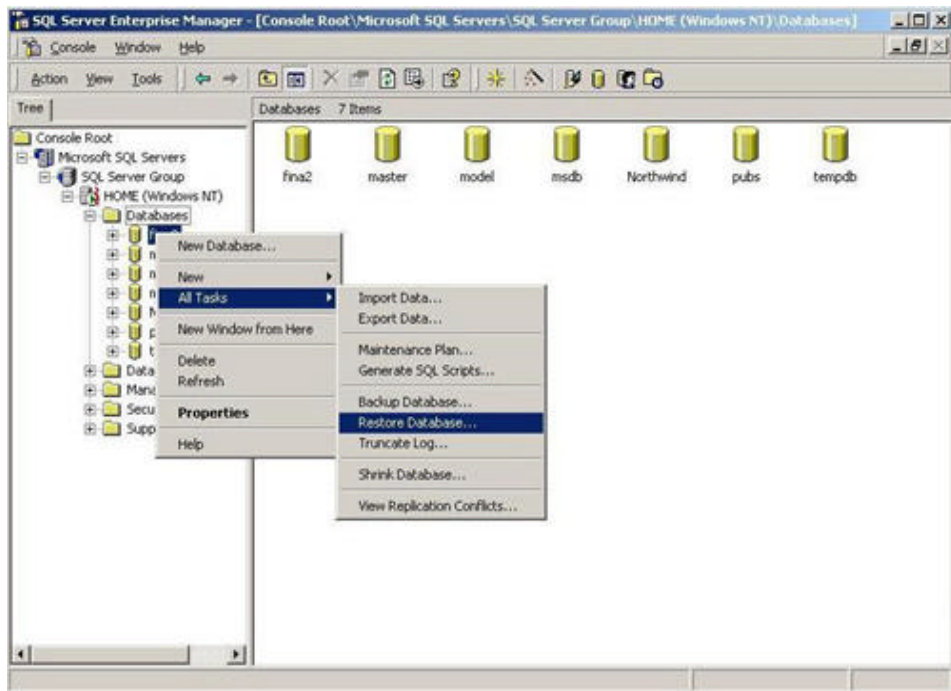 SQL Server Enterprise Manager - [Console Root\Microsoft SQL Servers\SQL Server Group\HOME (Windows NT)\Databases]
Console Window Help
Action View Tools
Tree
Databases 7 Items
Console Root
Microsoft SQL Servers
SQL Server Group
HOME (Windows NT)
Databases
n
n
n
N
p
t
Data
Mana
Secu
Supp
fina2 master model msdb Northwind pubs tempdb
New Database...
New
All Tasks
New Window from Here
Delete
Refresh
Properties
Help
Import Data...
Export Data...
Maintenance Plan...
Generate SQL Scripts...
Backup Database...
Restore Database...
Truncate Log...
Shrink Database...
View Replication Conflicts...